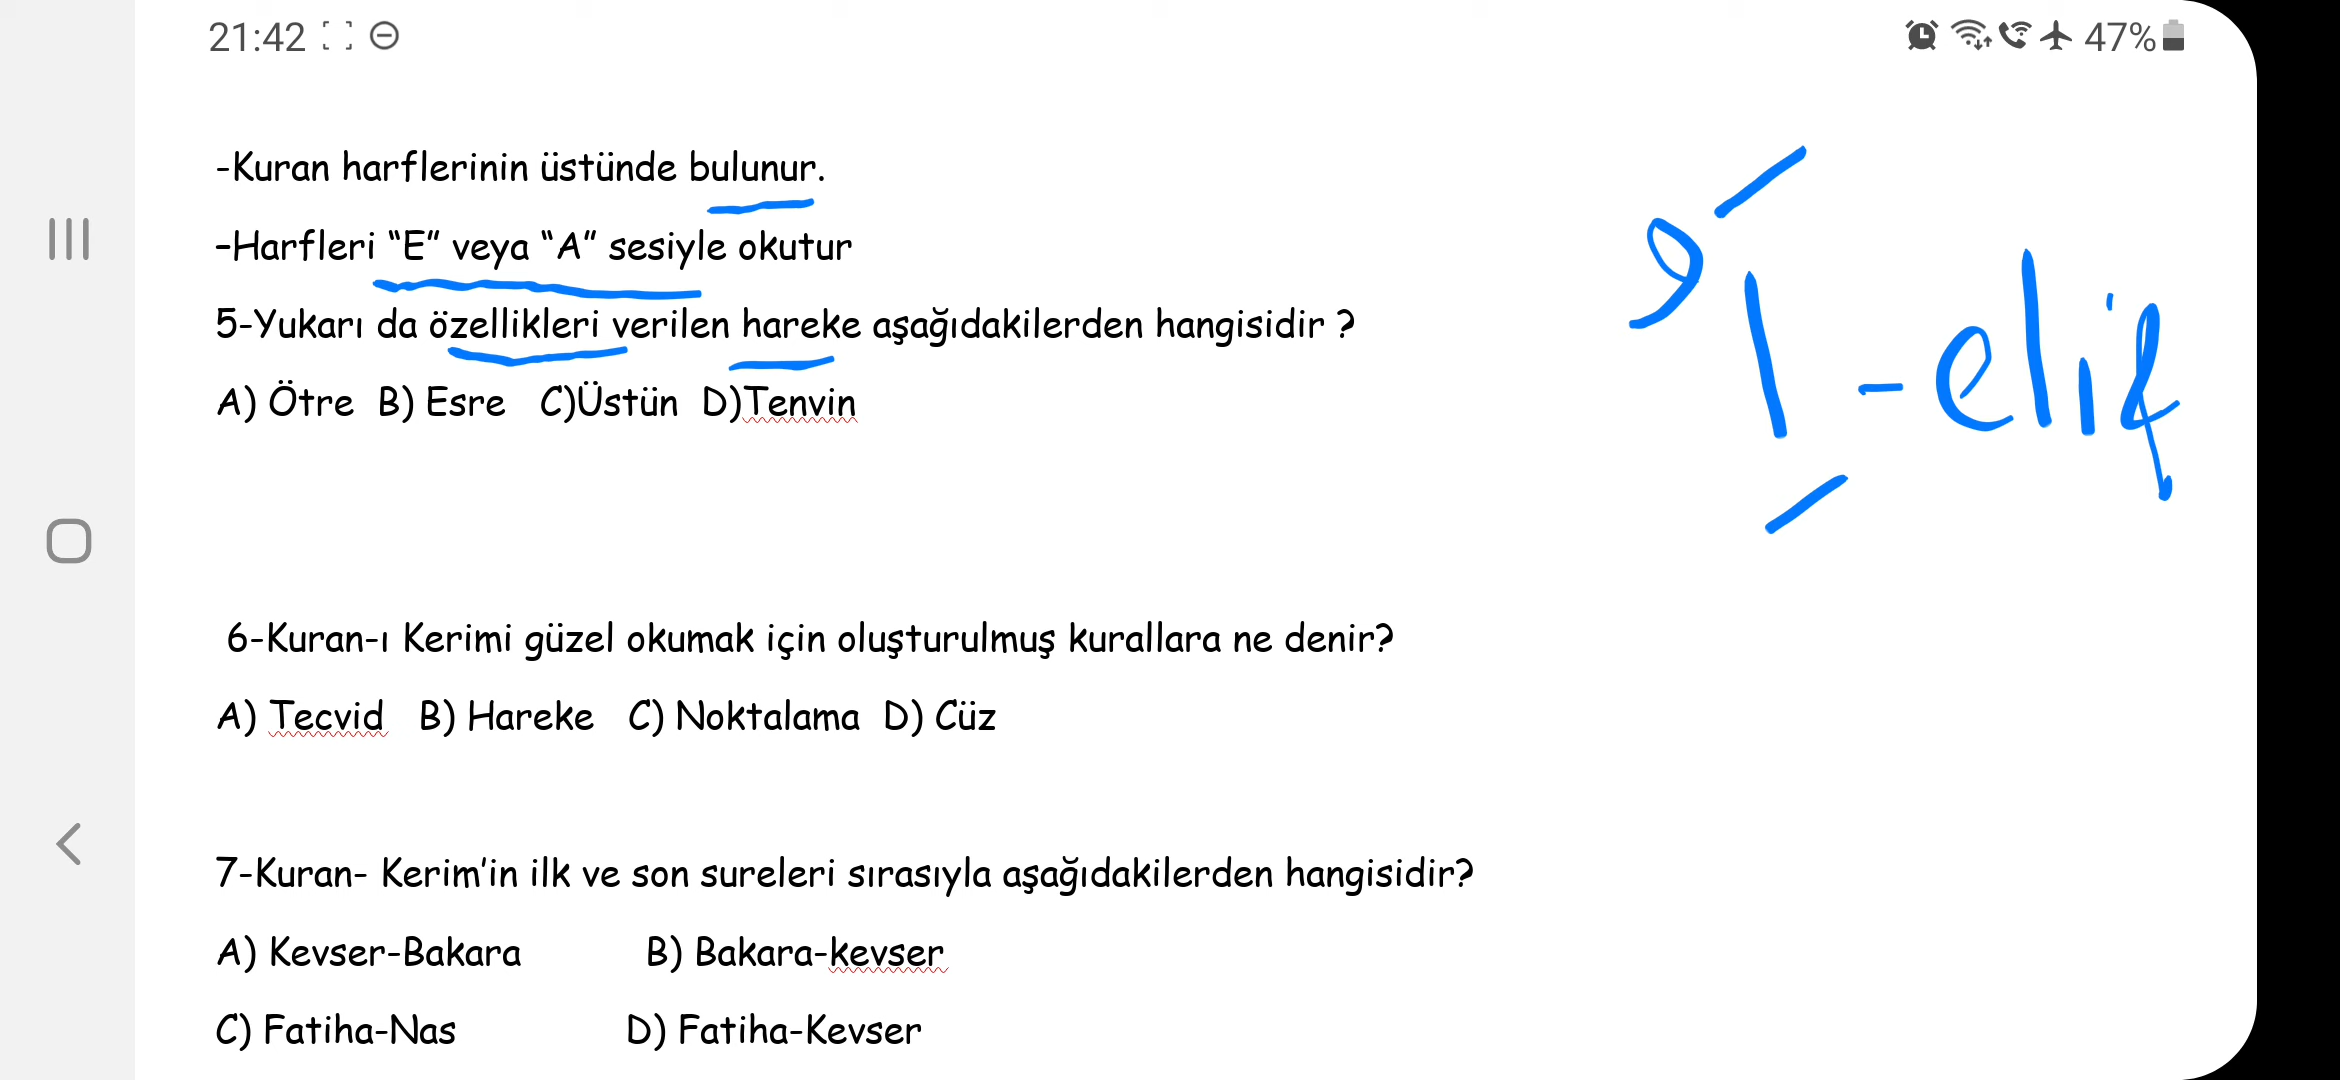 21:42 47%
-Kuran harflerinin üstünde bulunur.
-Harfleri “E” veya “A” sesiyle okutur
5-Yukarı da özellikleri verilen hareke aşağıdakilerden hangisidir ?
A) Ötre B) Esre C)Üstün D)Tenvin
- elif
6-Kuran-ı Kerimi güzel okumak için oluşturulmuş kurallara ne denir?
A) Tecvid B) Hareke C) Noktalama D) Cüz
7-Kuran- Kerim'in ilk ve son sureleri sırasıyla aşağıdakilerden hangisidir?
A) Kevser-Bakara B) Bakara-kevser
C) Fatiha-Nas D) Fatiha-Kevser